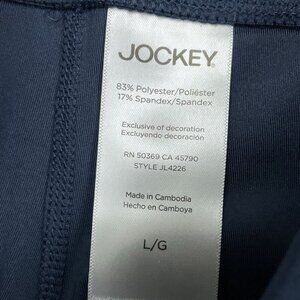 JOCKEY
83% Polyester/Poliéster
17% Spandex/Spandex
Exclusive of decoration
Excluyendo decoración
RN 50369 CA 45790
STYLE JL4226
Made in Cambodia
Hecho en Camboya
L/G